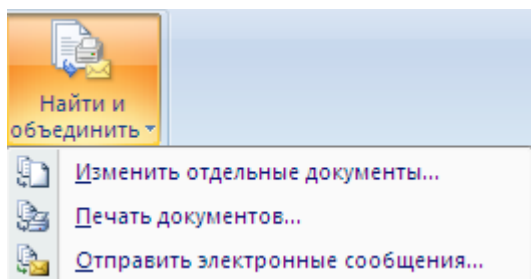 Найти и
объединить
Изменить отдельные документы...
Печать документов...
Отправить электронные сообщения...